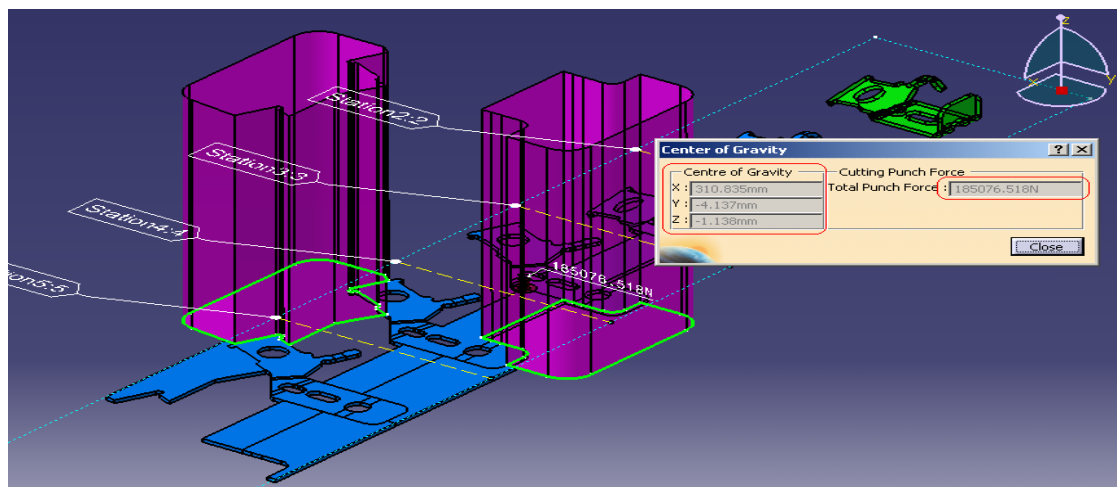 Station2:2
Station3:3
Station4:4
tion5:5
185076.518N
Center of Gravity
Centre of Gravity
X : 310.835mm
Y : -4.137mm
Z : -1.138mm
Cutting Punch Force
Total Punch Force : 185076.518N
Close
z
x
y